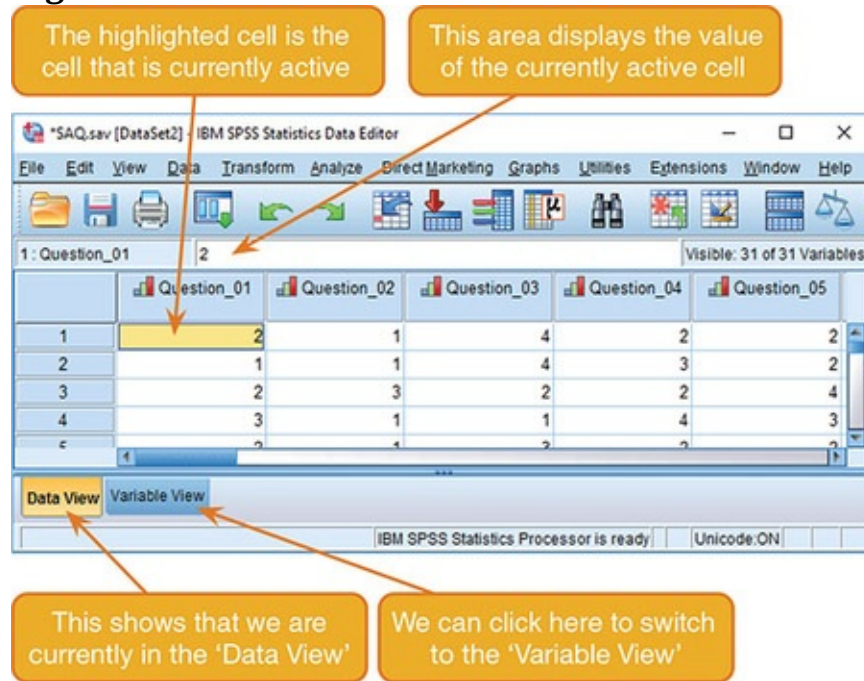 The highlighted cell is the
cell that is currently active
This area displays the value
of the currently active cell
*SAQ.sav [DataSet2] - IBM SPSS Statistics Data Editor
File Edit View Data Transform Analyze Direct Marketing Graphs Utilities Extensions Window Help
1 : Question_01 2 Visible: 31 of 31 Variables
Question_01 Question_02 Question_03 Question_04 Question_05
1 2 1 4 2 2
2 1 1 4 3 2
3 2 3 2 2 4
4 3 1 1 4 3
Data View Variable View
IBM SPSS Statistics Processor is ready Unicode:ON
This shows that we are
currently in the ‘Data View’
We can click here to switch
to the ‘Variable View’